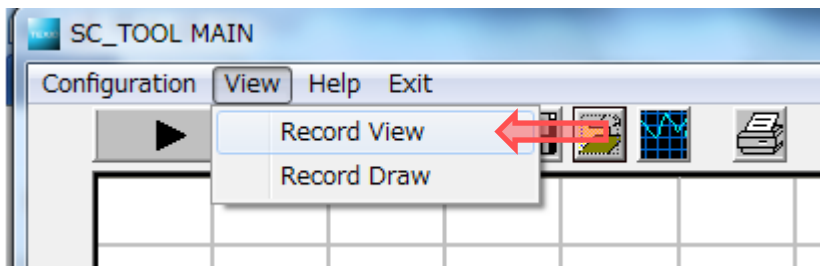 SC_TOOL MAIN
Configuration View Help Exit
Record View
Record Draw